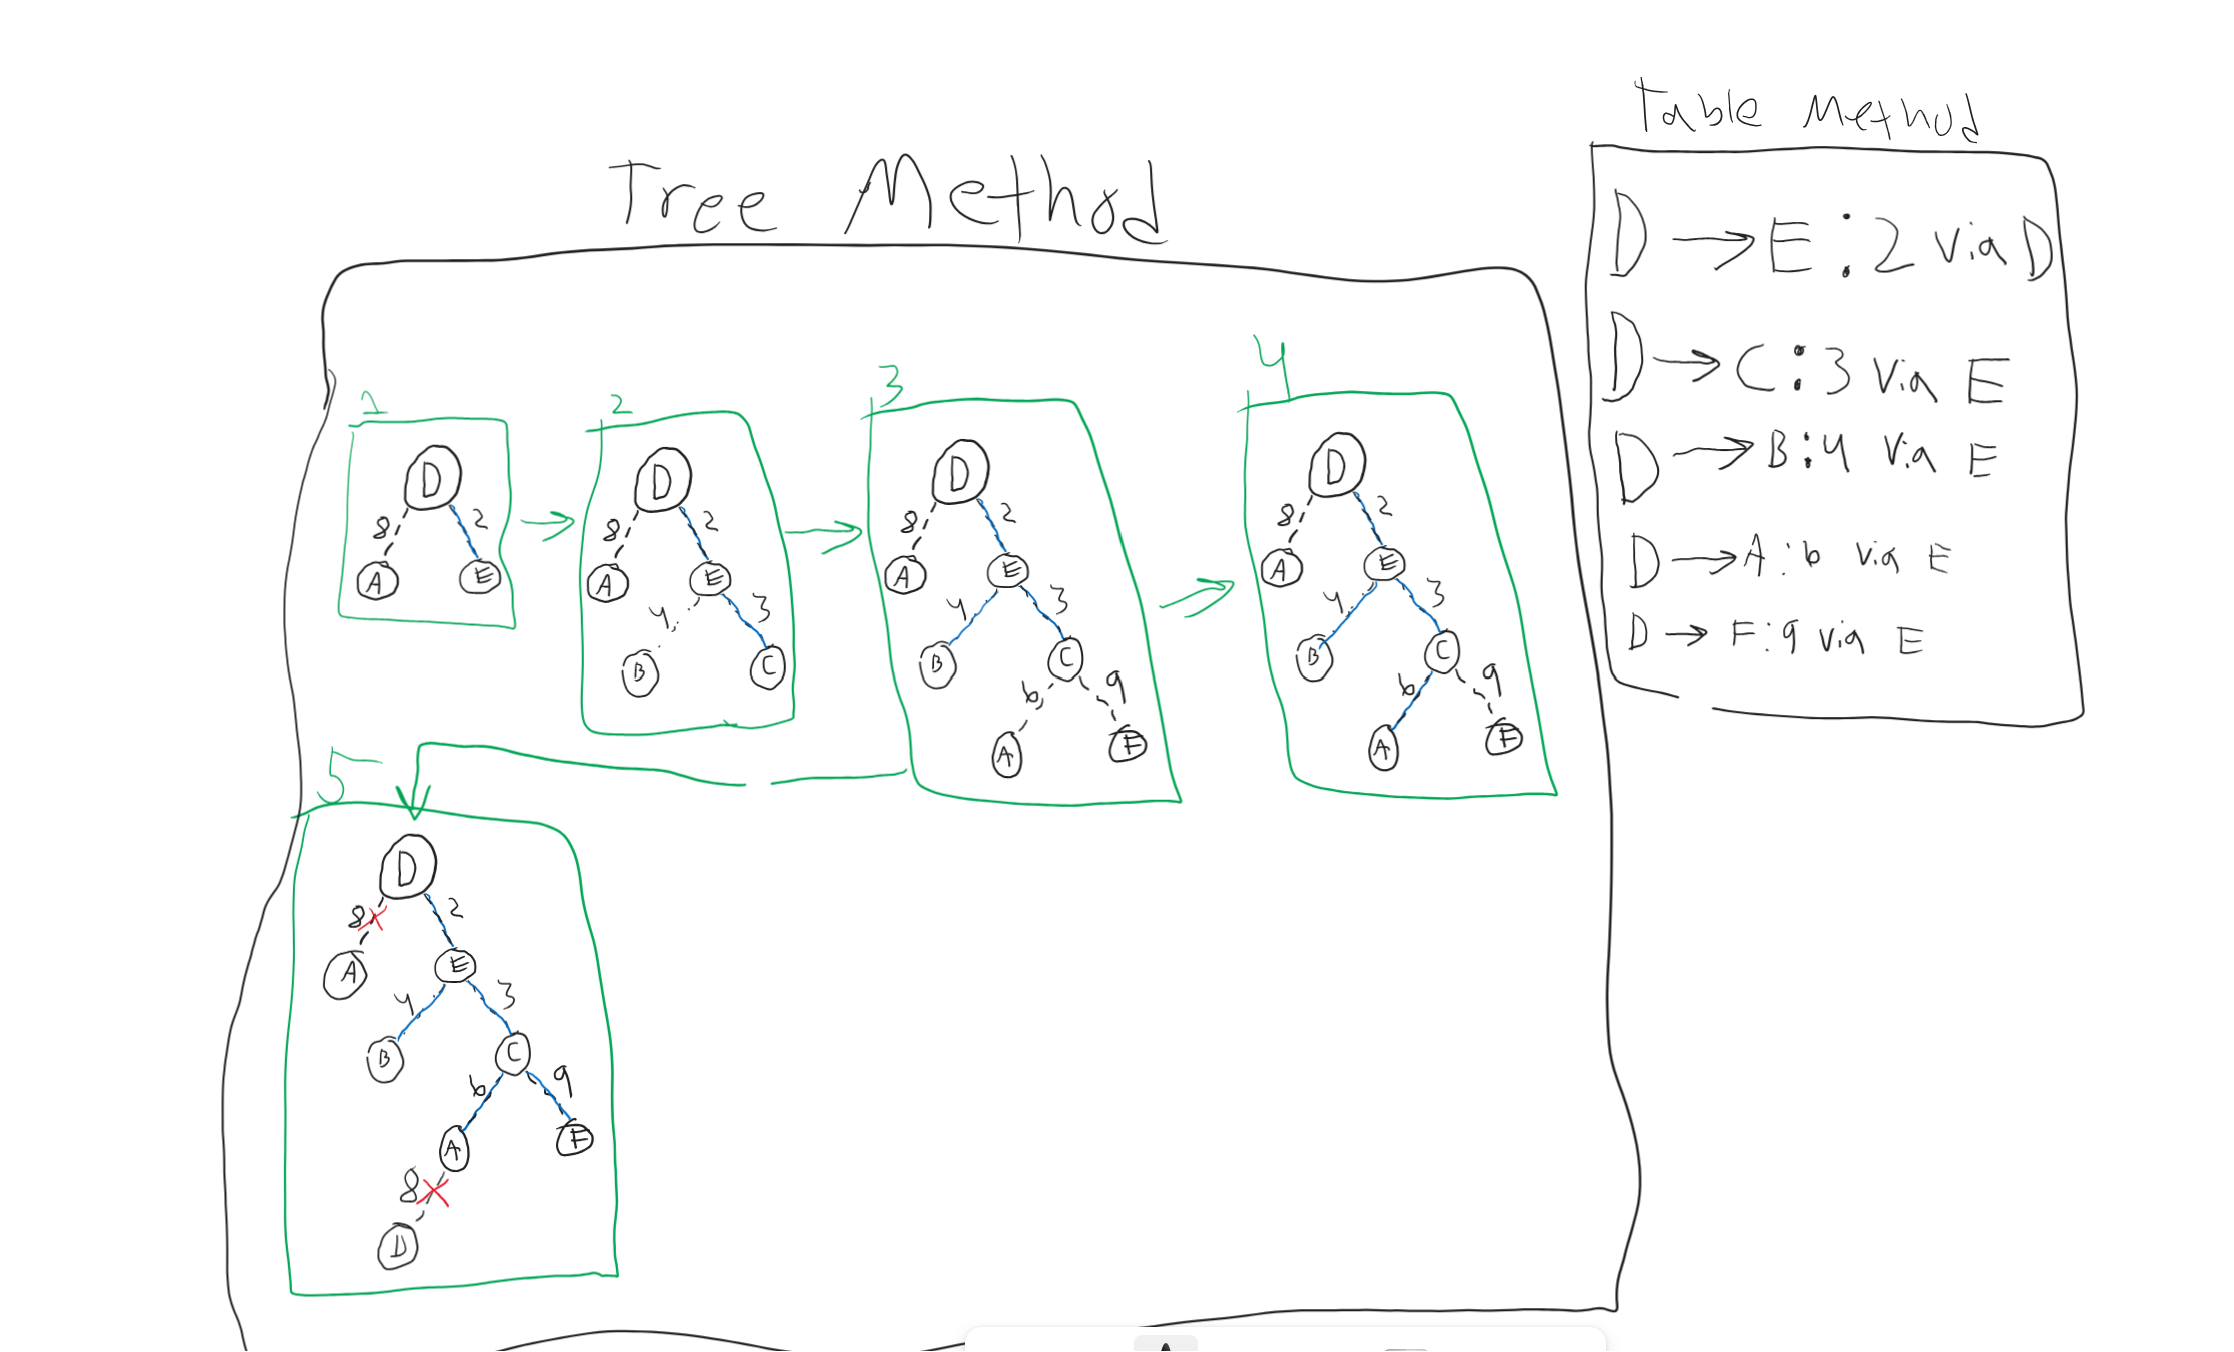 Table Method
Tree Method
D → E : 2 via D
D → C : 3 via E
D → B : 4 via E
D → A : 6 via E
D → F : 9 via E
1
D
8 2
A E
2
D
8 2
A E
4 3
B C
3
D
8 2
A E
4 3
B C
6 9
A F
4
D
8 2
A E
4 3
B C
6 9
A F
5
D
8 2
A E
4 3
B C
6 9
A F
8
D